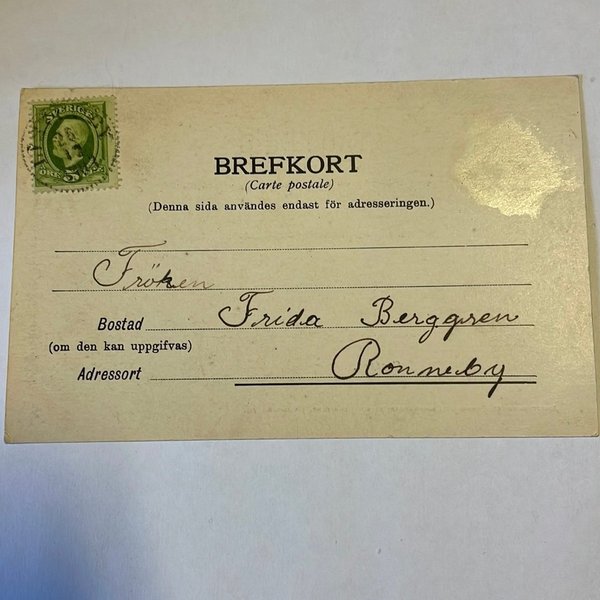 SVERIGE
ÖRE 5
BREFKORT
(Carte postale)
(Denna sida användes endast för adresseringen.)
Fröken
Bostad Frida Berggren
(om den kan uppgifvas)
Adressort Ronneby